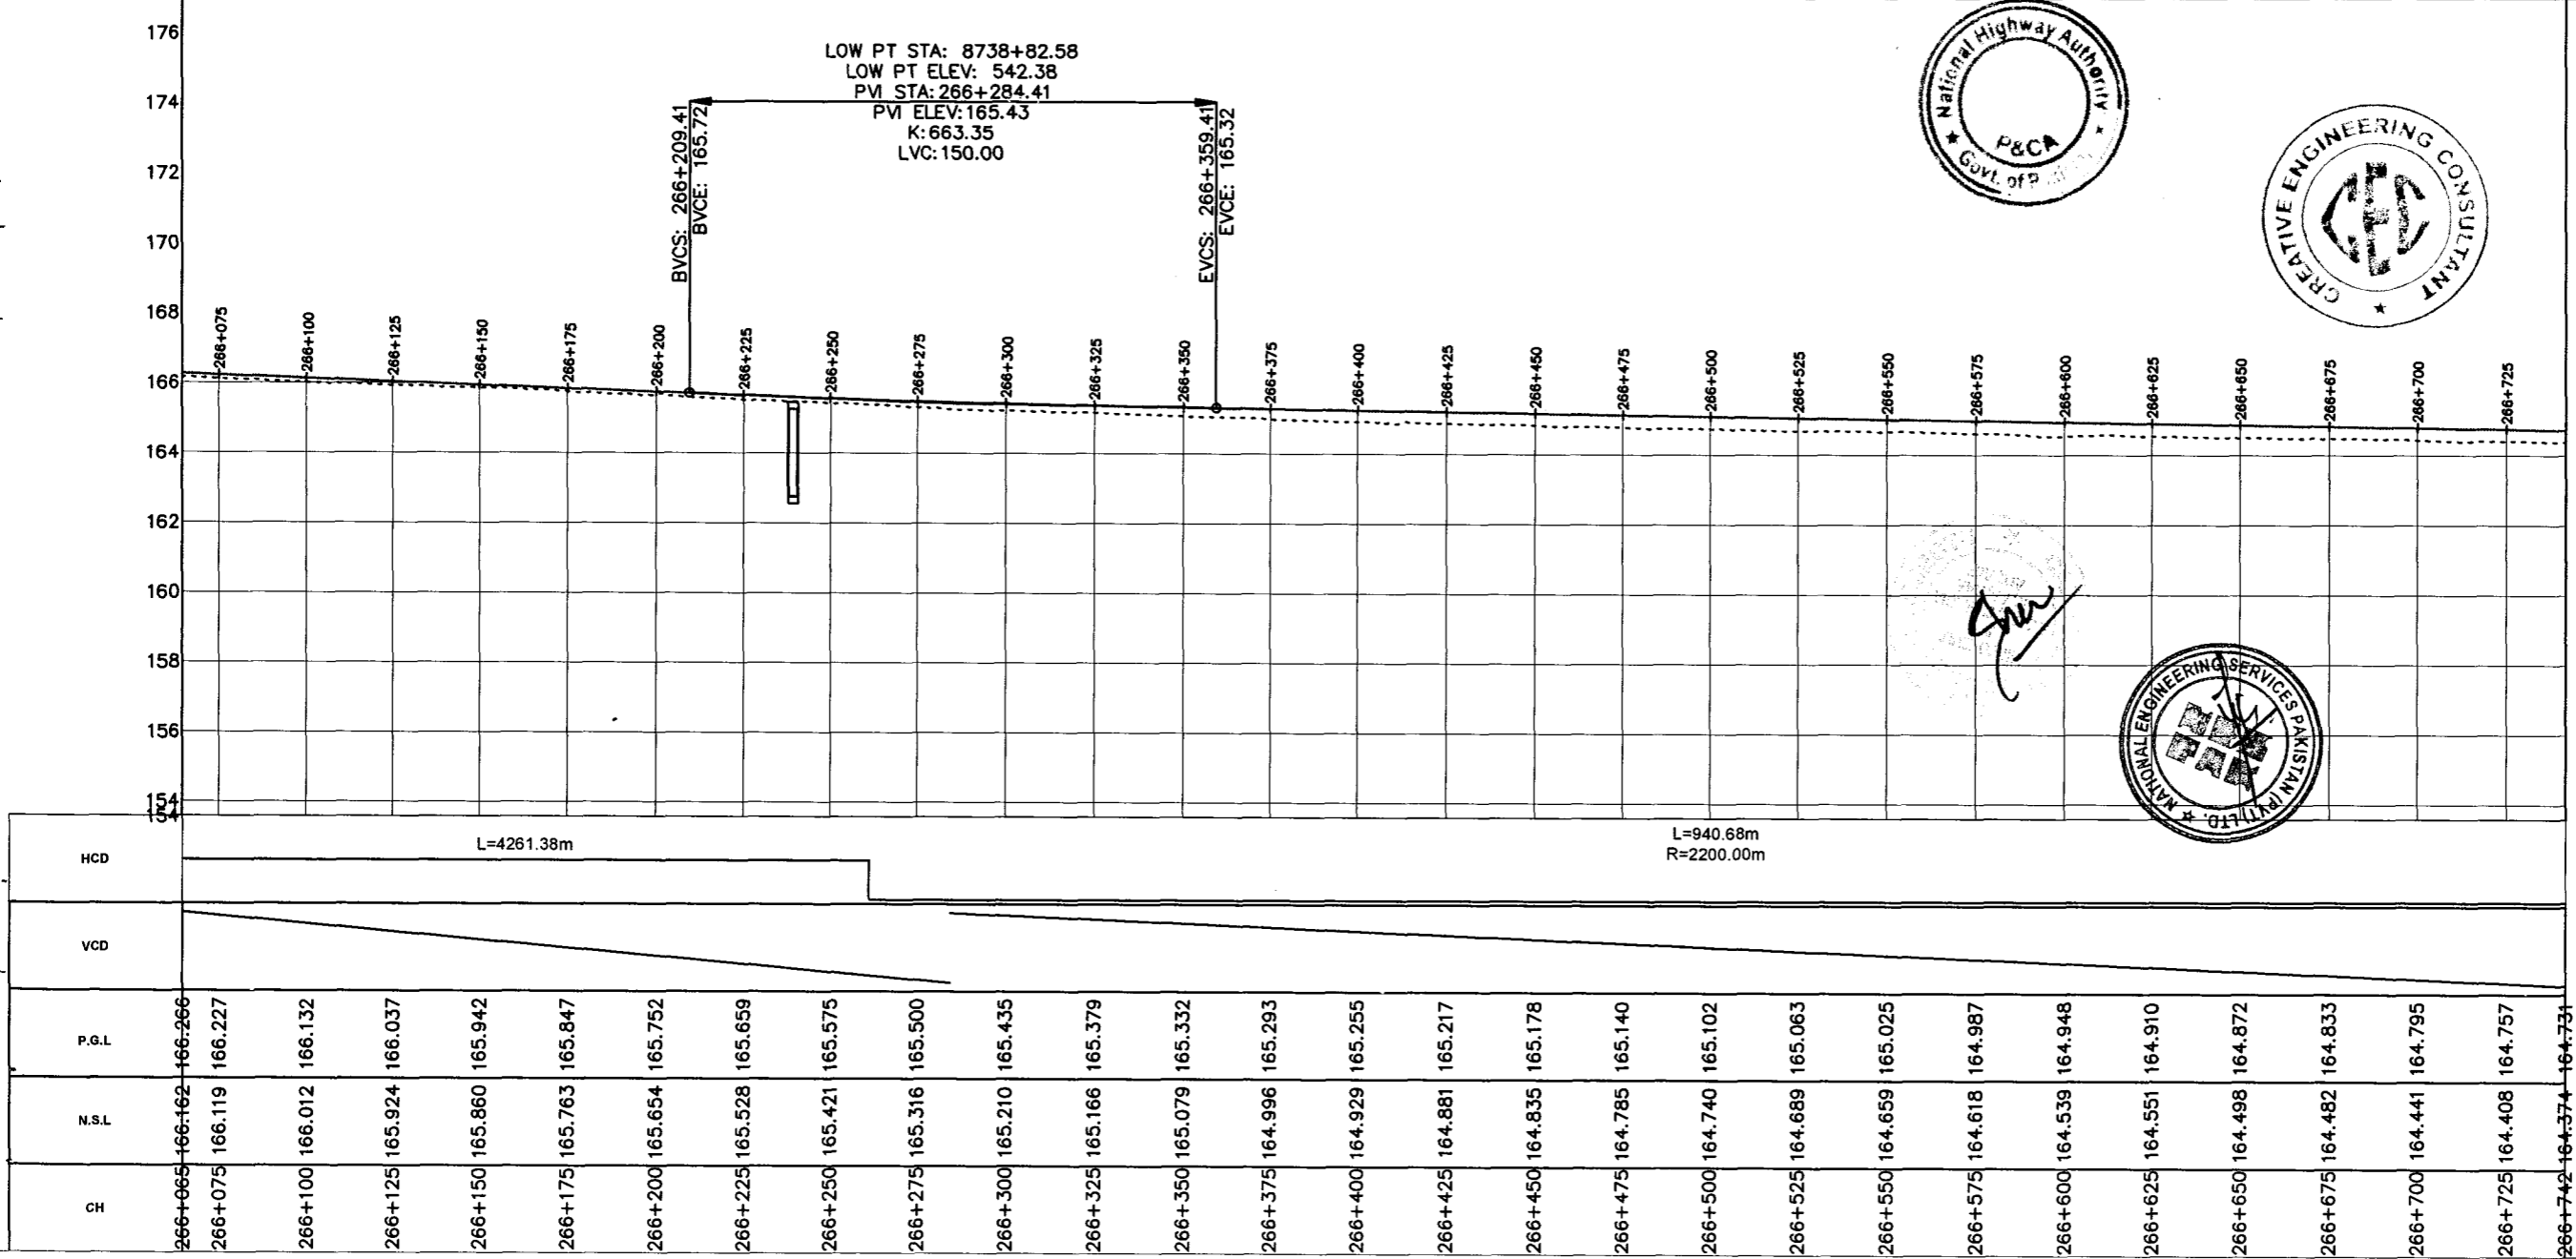 176
174
172
170
168
166
164
162
160
158
156
154
154
LOW PT STA: 8738+82.58
LOW PT ELEV: 542.38
PVI STA:266+284.41
PVI ELEV:165.43
K:663.35
LVC:150.00
BVCS: 266+209.41
BVCE: 165.72
EVCS: 266+359.41
EVCE: 165.32
National Highway Authority
P&CA
Govt. of
CREATIVE ENGINEERING CONSULTANT
CEC
266+075 266+100 266+125 266+150 266+175 266+200 266+225 266+250 266+275 266+300 266+325 266+350 266+375 266+400 266+425 266+450 266+475 266+500 266+525 266+550 266+575 266+600 266+625 266+650 266+675 266+700 266+725
NATIONAL ENGINEERING SERVICES PAKISTAN (PVT) LTD.
NES PAK
HCD L=4261.38m L=940.68m
R=2200.00m
VCD
P.G.L 166.266 166.227 166.132 166.037 165.942 165.847 165.752 165.659 165.575 165.500 165.435 165.379 165.332 165.293 165.255 165.217 165.178 165.140 165.102 165.063 165.025 164.987 164.948 164.910 164.872 164.833 164.795 164.757 164.731
N.S.L 166.162 166.119 166.012 165.924 165.860 165.763 165.654 165.528 165.421 165.316 165.210 165.166 165.079 164.996 164.929 164.881 164.835 164.785 164.740 164.689 164.659 164.618 164.539 164.551 164.498 164.482 164.441 164.408 164.374
CH 266+065 266+075 266+100 266+125 266+150 266+175 266+200 266+225 266+250 266+275 266+300 266+325 266+350 266+375 266+400 266+425 266+450 266+475 266+500 266+525 266+550 266+575 266+600 266+625 266+650 266+675 266+700 266+725 266+742